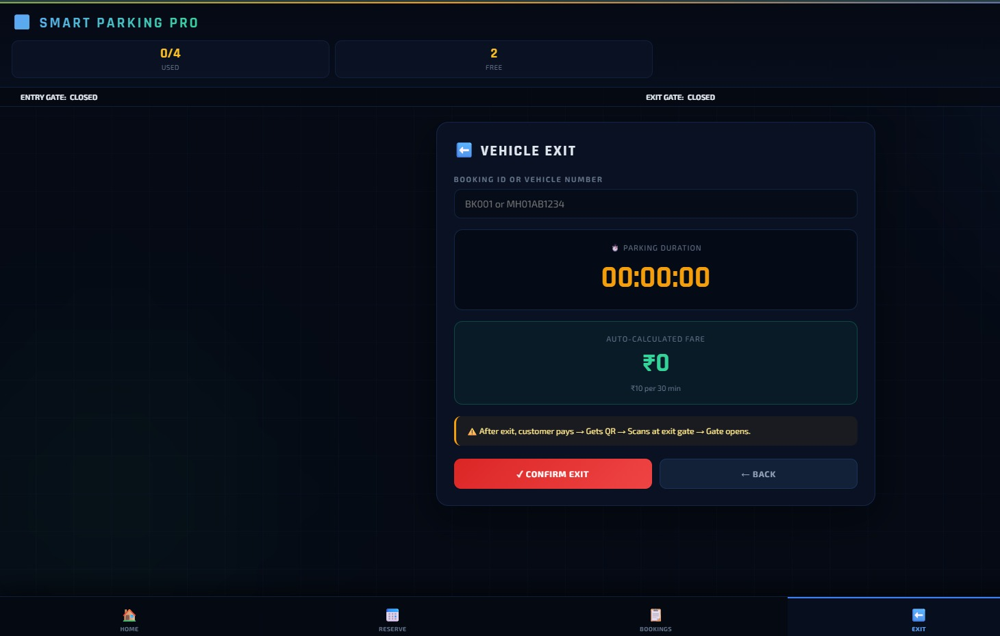 SMART PARKING PRO
0/4
USED
2
FREE
ENTRY GATE: CLOSED
EXIT GATE: CLOSED
VEHICLE EXIT
BOOKING ID OR VEHICLE NUMBER
BK001 or MH01AB1234
PARKING DURATION
00:00:00
AUTO-CALCULATED FARE
₹0
₹10 per 30 min
⚠ After exit, customer pays → Gets QR → Scans at exit gate → Gate opens.
✓ CONFIRM EXIT
← BACK
HOME
RESERVE
BOOKINGS
EXIT